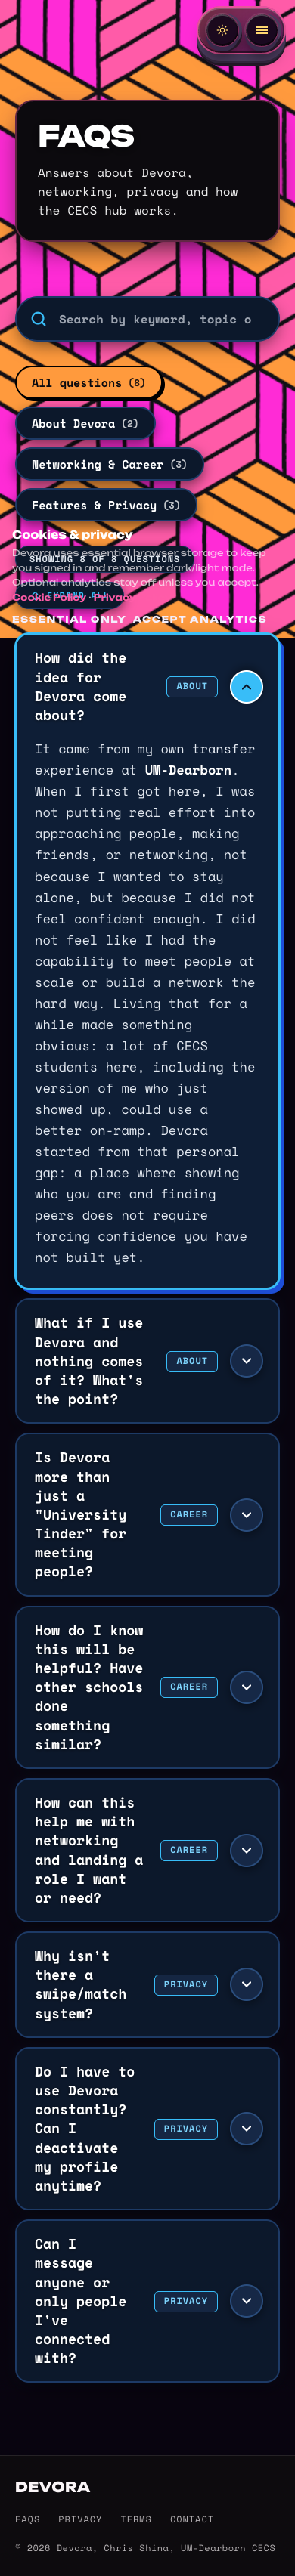 FAQS
Answers about Devora,
networking, privacy and how
the CECS hub works.
Search by keyword, topic o
All questions (8)
About Devora (2)
Networking & Career (3)
Features & Privacy (3)
Cookies & privacy
Devora uses essential browser storage to keep
you signed in and remember dark/light mode.
Optional analytics stay off unless you accept.
Cookie Policy · Privacy
SHOWING 8 OF 8 QUESTIONS
EXPAND ALL
ESSENTIAL ONLY ACCEPT ANALYTICS
How did the
idea for
Devora come
about?
ABOUT
It came from my own transfer
experience at UM-Dearborn.
When I first got here, I was
not putting real effort into
approaching people, making
friends, or networking, not
because I wanted to stay
alone, but because I did not
feel confident enough. I did
not feel like I had the
capability to meet people at
scale or build a network the
hard way. Living that for a
while made something
obvious: a lot of CECS
students here, including the
version of me who just
showed up, could use a
better on-ramp. Devora
started from that personal
gap: a place where showing
who you are and finding
peers does not require
forcing confidence you have
not built yet.
What if I use
Devora and
nothing comes
of it? What's
the point?
ABOUT
Is Devora
more than
just a
"University
Tinder" for
meeting
people?
CAREER
How do I know
this will be
helpful? Have
other schools
done
something
similar?
CAREER
How can this
help me with
networking
and landing a
role I want
or need?
CAREER
Why isn't
there a
swipe/match
system?
PRIVACY
Do I have to
use Devora
constantly?
Can I
deactivate
my profile
anytime?
PRIVACY
Can I
message
anyone or
only people
I've
connected
with?
PRIVACY
DEVORA
FAQS PRIVACY TERMS CONTACT
© 2026 Devora, Chris Shina, UM-Dearborn CECS